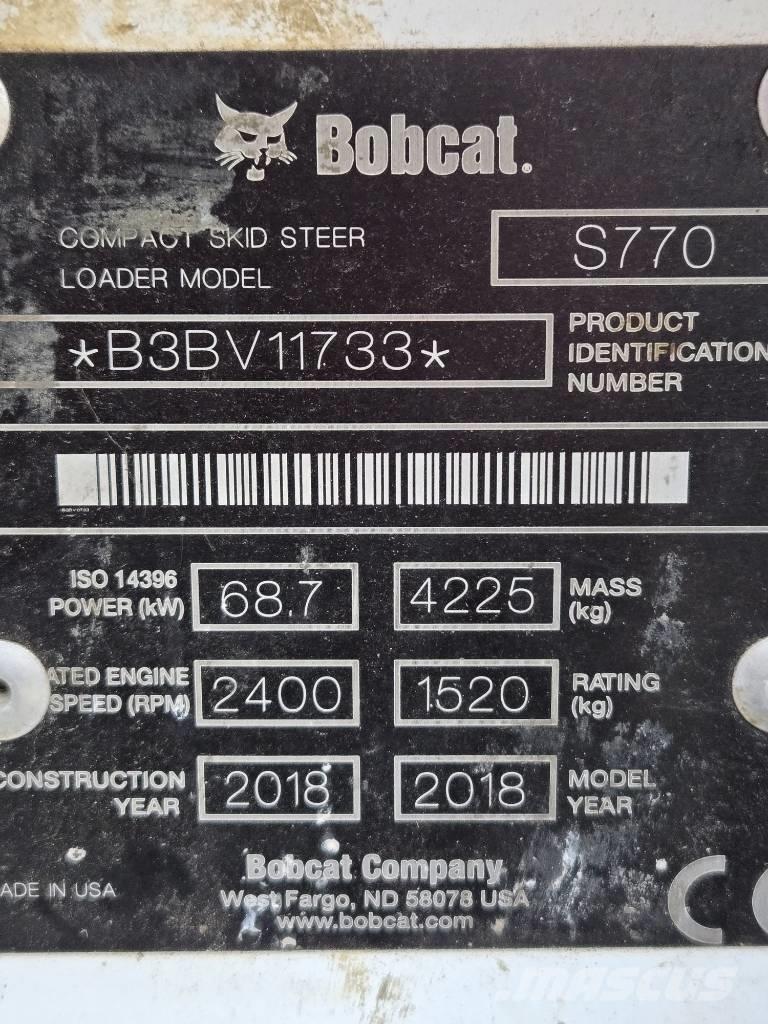 Bobcat.
COMPACT SKID STEER
LOADER MODEL
S770
*B3BV11733*
PRODUCT
IDENTIFICATION
NUMBER
ISO 14396
POWER (kW)
68.7
4225
MASS
(kg)
ATED ENGINE
SPEED (RPM)
2400
1520
RATING
(kg)
CONSTRUCTION
YEAR
2018
2018
MODEL
YEAR
Bobcat Company
West Fargo, ND 58078 USA
www.bobcat.com
ADE IN USA
CE
MASCUS